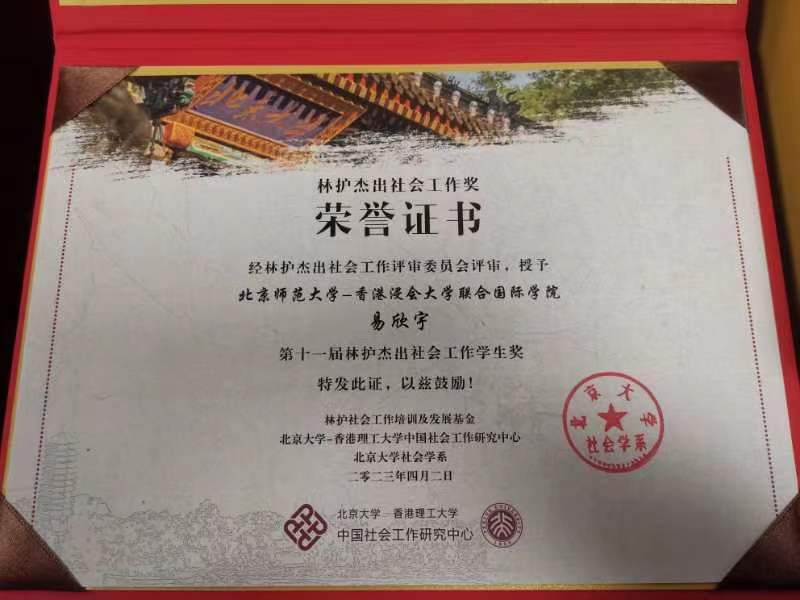 林护杰出社会工作奖
荣誉证书
经林护杰出社会工作评审委员会评审，授予
北京师范大学-香港浸会大学联合国际学院
易欣宇
第十一届林护杰出社会工作学生奖
特发此证，以兹鼓励！
林护社会工作培训及发展基金
北京大学-香港理工大学中国社会工作研究中心
北京大学社会学系
二〇二三年四月二日
北京大学
社会学系
北京大学—香港理工大学
中国社会工作研究中心